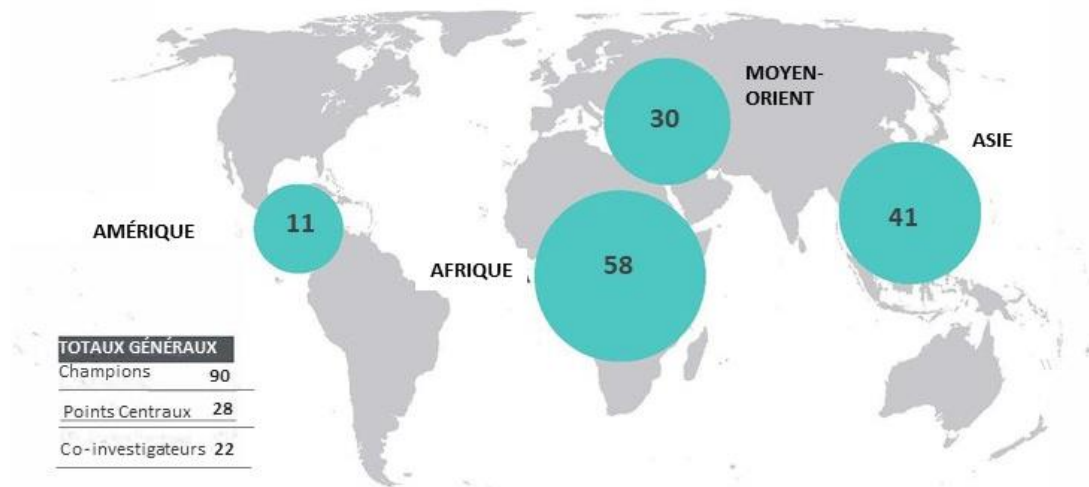 MOYEN-
ORIENT
30
ASIE
41
11
AMÉRIQUE
AFRIQUE
58
TOTAUX GÉNÉRAUX
Champions 90
Points Centraux 28
Co-investigateurs 22